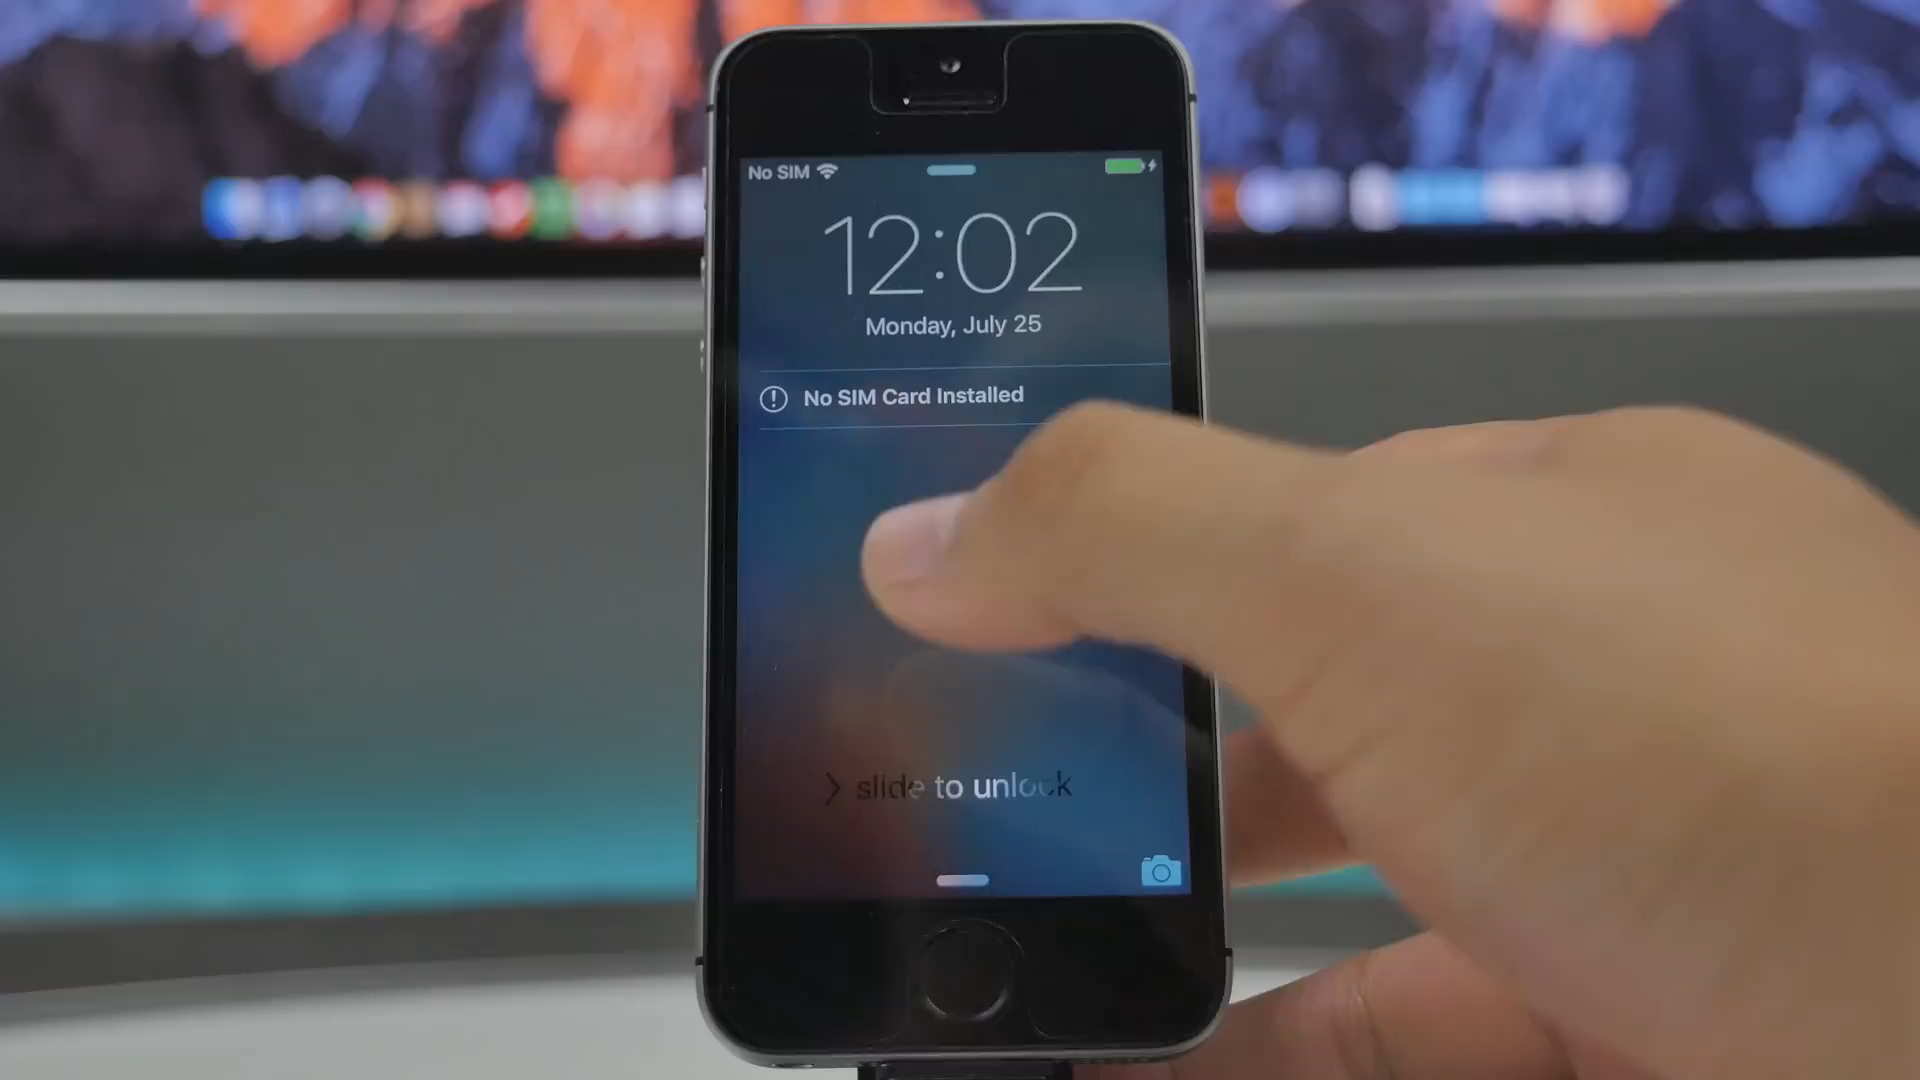 No SIM
12:02
Monday, July 25
No SIM Card Installed
> slide to unlock